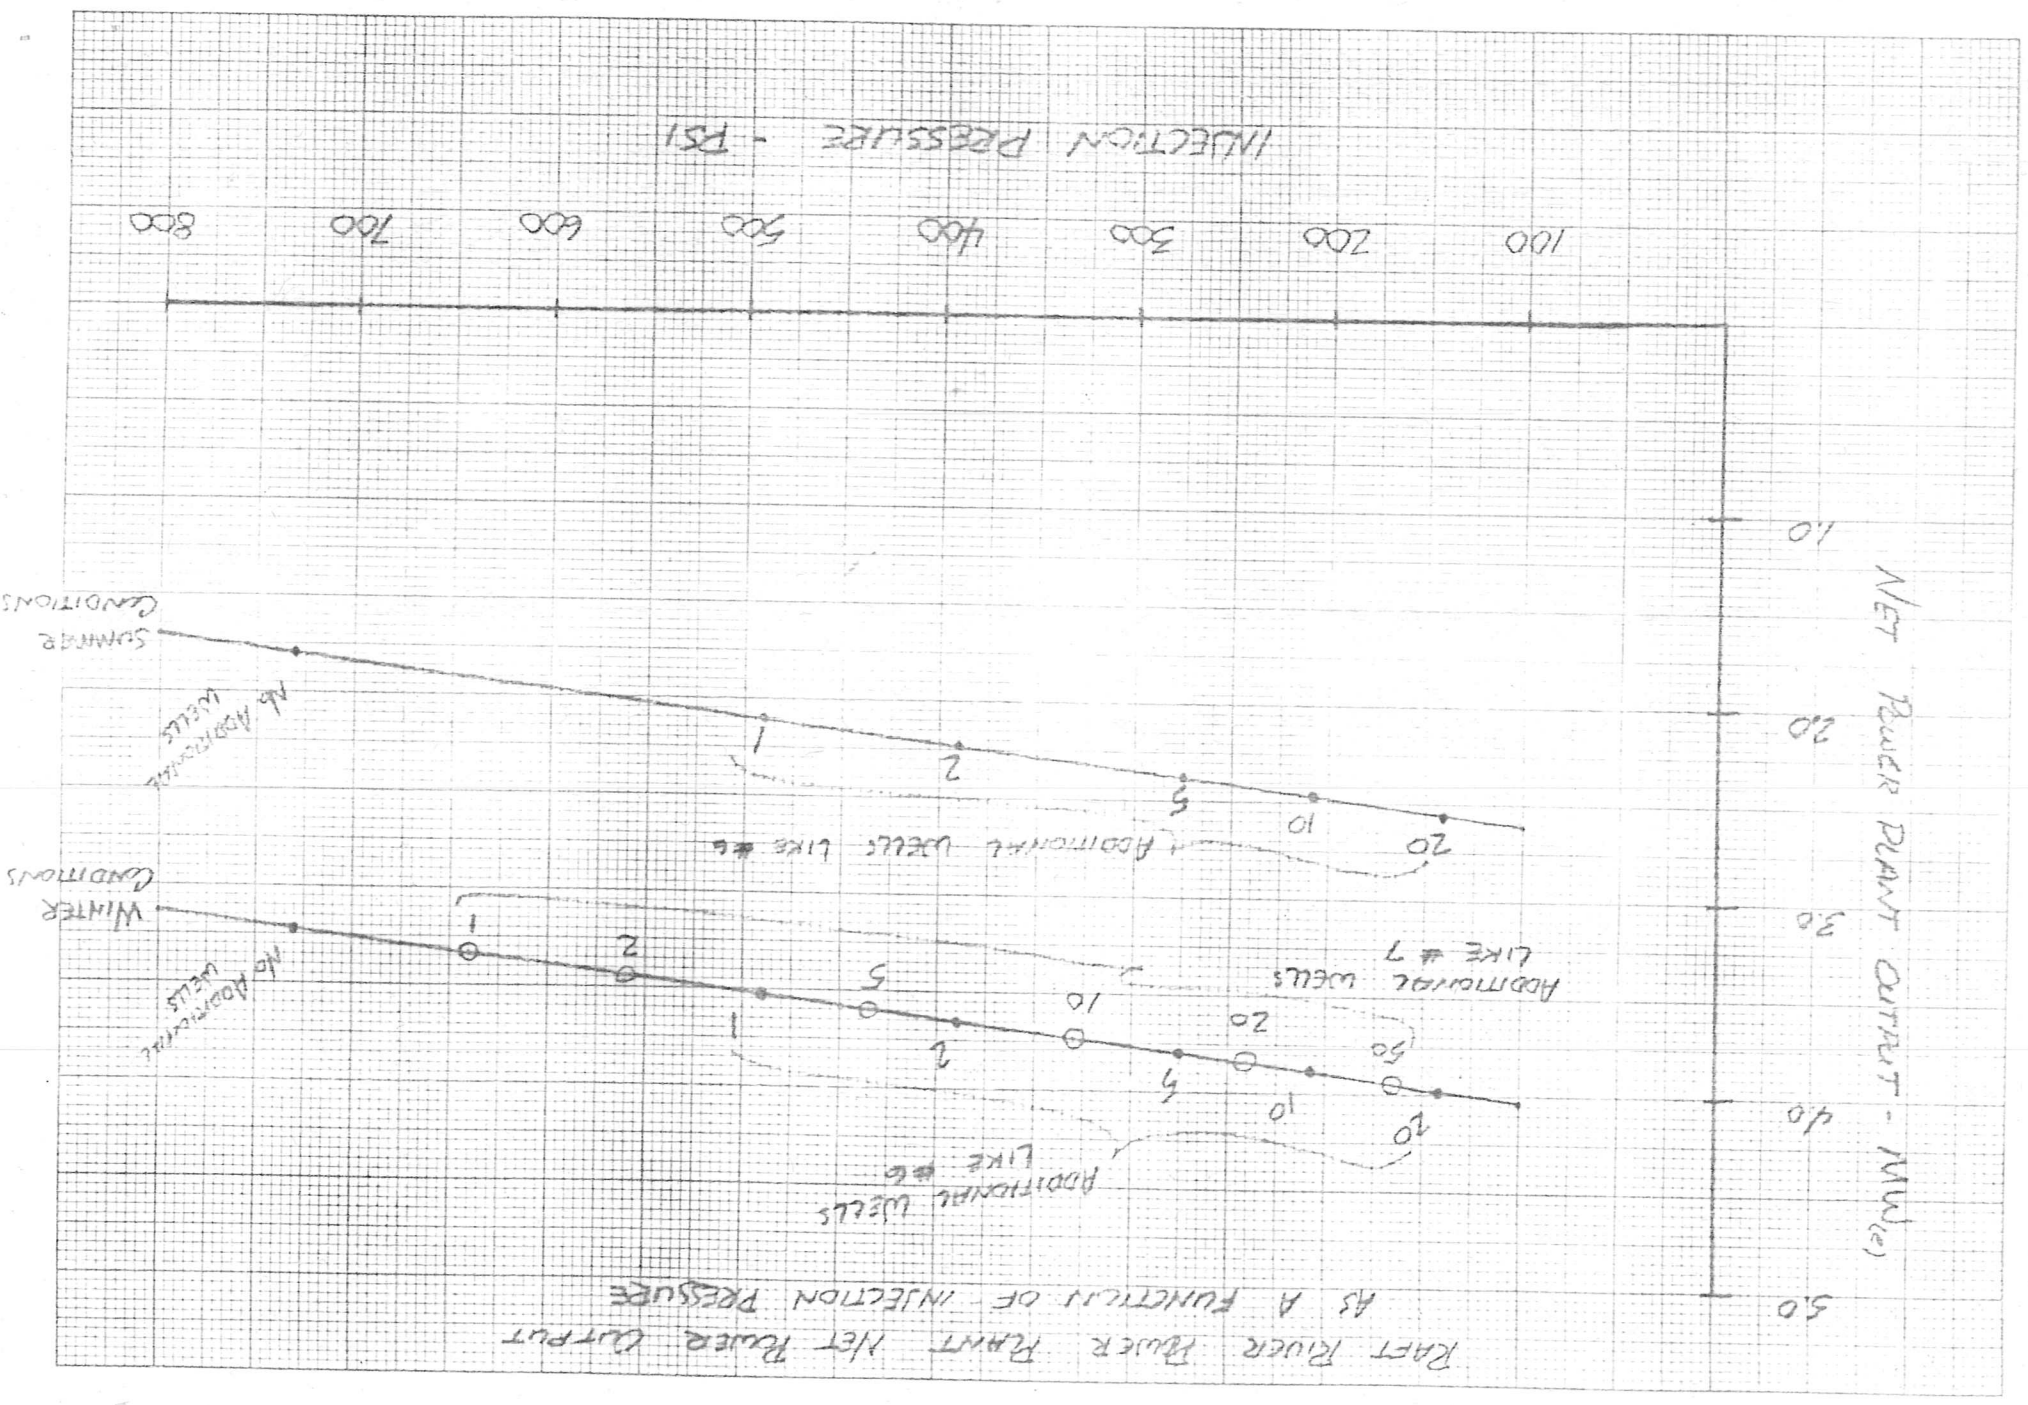 RAFT RIVER POWER PLANT NET POWER OUTPUT
AS A FUNCTION OF INJECTION PRESSURE
ADDITIONAL WELLS
LIKE #6
20
10
5
2
1
50
20
10
5
2
1
ADDITIONAL WELLS
LIKE #7
NO ADDITIONAL
WELLS
WINTER
CONDITIONS
ADDITIONAL WELLS LIKE #6
20
10
5
2
1
NO ADDITIONAL
WELLS
SUMMER
CONDITIONS
NET POWER PLANT OUTPUT - MW(e)
5.0
4.0
3.0
2.0
1.0
100 200 300 400 500 600 700 800
INJECTION PRESSURE - PSI